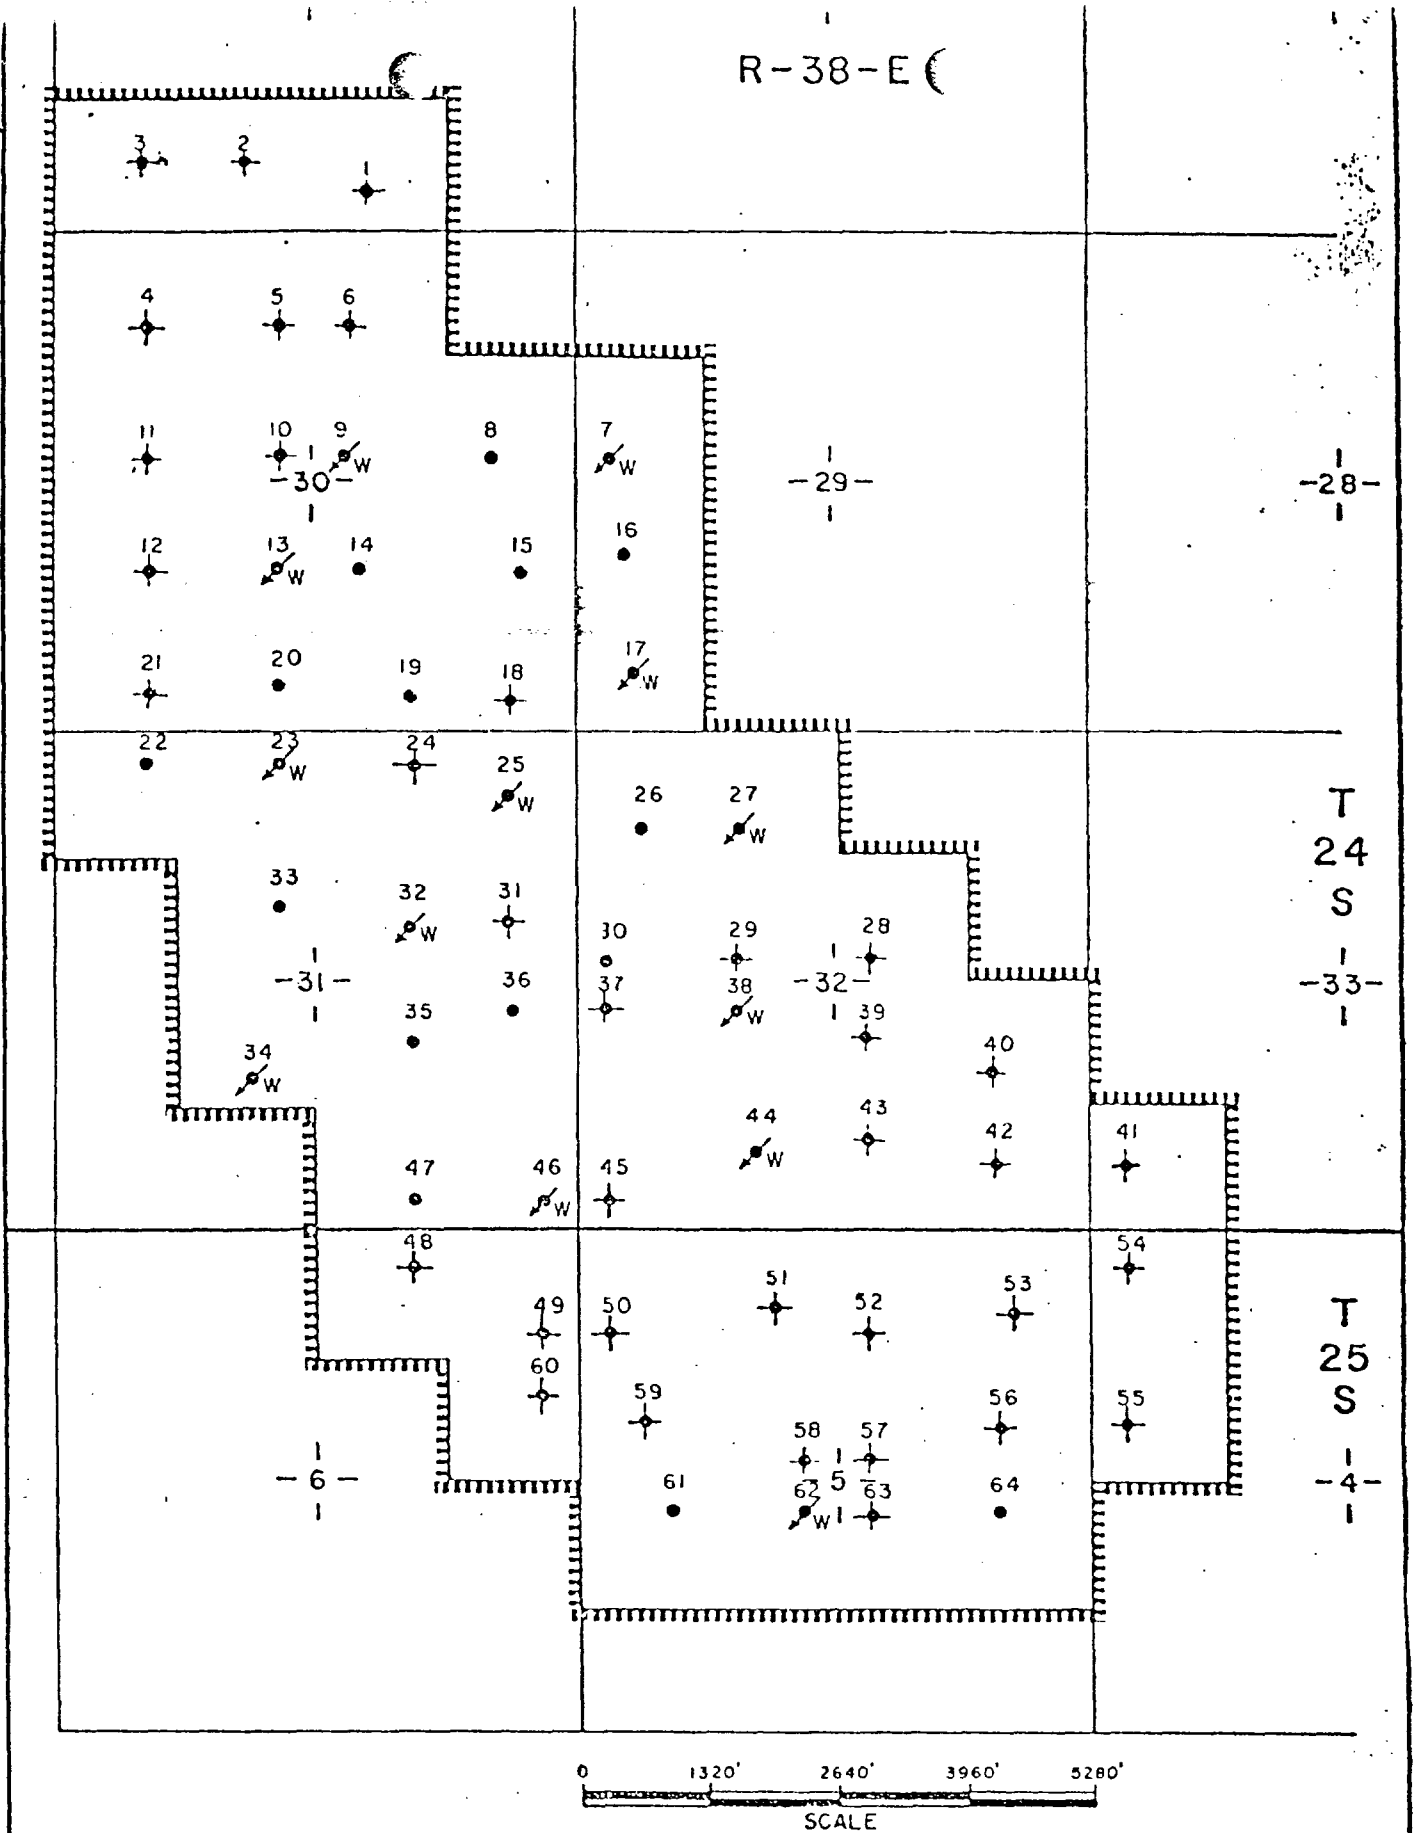 R-38-E
3 2
1
4 5 6
11 10 9 W 8 7 W
-30- -29- -28-
12 13 W 14 15 16
21 20 19 18 17 W
22 23 W 24 25 W
26 27 W
T
24
S
33 32 W 31
30 29 28
-31- -32- -33-
36 37 38 W
35 39
34 W 40
44 W 43 42 41
47 46 W 45
48 54
51 52 53
49 50
T
25
S
60
59 56 55
58 57
-6- -5- -4-
61 62 W 63 64
0 1320' 2640' 3960' 5280'
SCALE